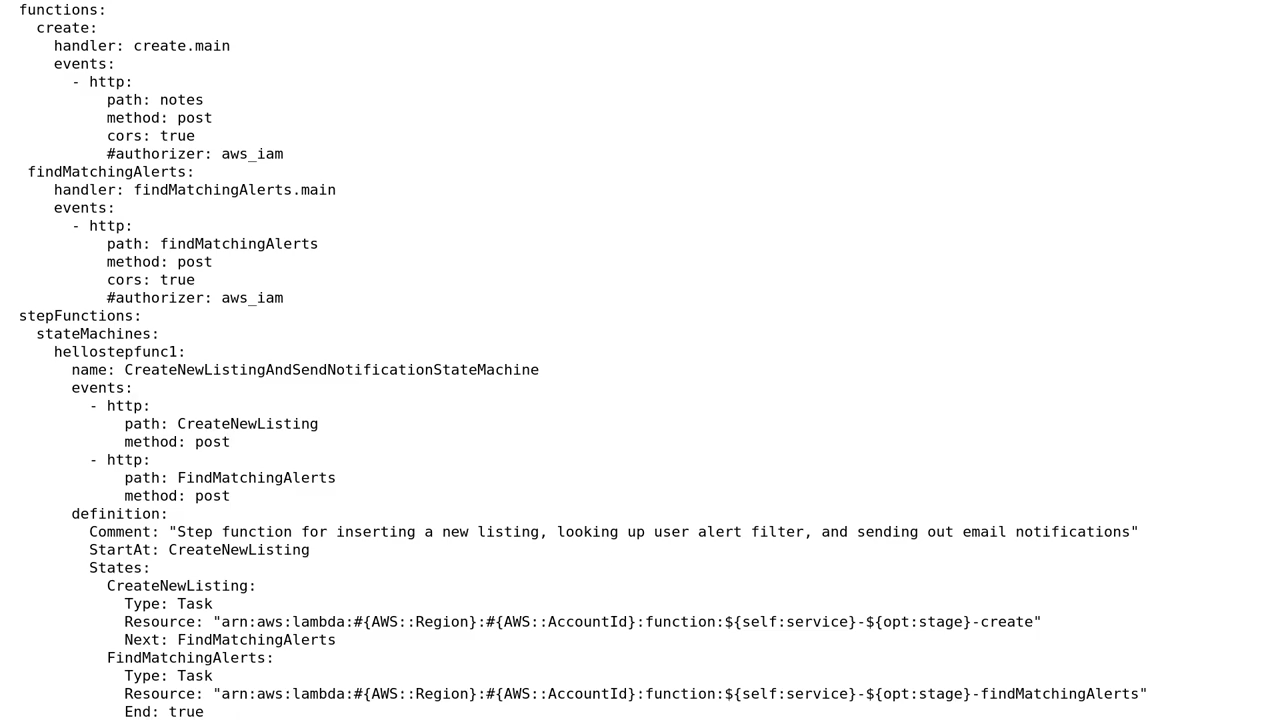 functions:
  create:
    handler: create.main
    events:
      - http:
          path: notes
          method: post
          cors: true
          #authorizer: aws_iam
 findMatchingAlerts:
    handler: findMatchingAlerts.main
    events:
      - http:
          path: findMatchingAlerts
          method: post
          cors: true
          #authorizer: aws_iam
stepFunctions:
  stateMachines:
    hellostepfunc1:
      name: CreateNewListingAndSendNotificationStateMachine
      events:
        - http:
            path: CreateNewListing
            method: post
        - http:
            path: FindMatchingAlerts
            method: post
      definition:
        Comment: "Step function for inserting a new listing, looking up user alert filter, and sending out email notifications"
        StartAt: CreateNewListing
        States:
          CreateNewListing:
            Type: Task
            Resource: "arn:aws:lambda:#{AWS::Region}:#{AWS::AccountId}:function:${self:service}-${opt:stage}-create"
            Next: FindMatchingAlerts
          FindMatchingAlerts:
            Type: Task
            Resource: "arn:aws:lambda:#{AWS::Region}:#{AWS::AccountId}:function:${self:service}-${opt:stage}-findMatchingAlerts"
            End: true